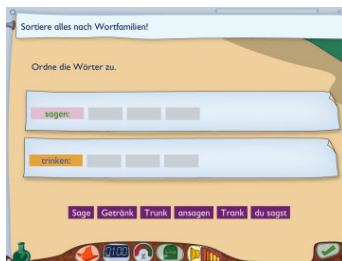 Sortiere alles nach Wortfamilien!
Ordne die Wörter zu.
sagen:
trinken:
Sage Getränk Trunk ansagen Trank du sagst
01:00